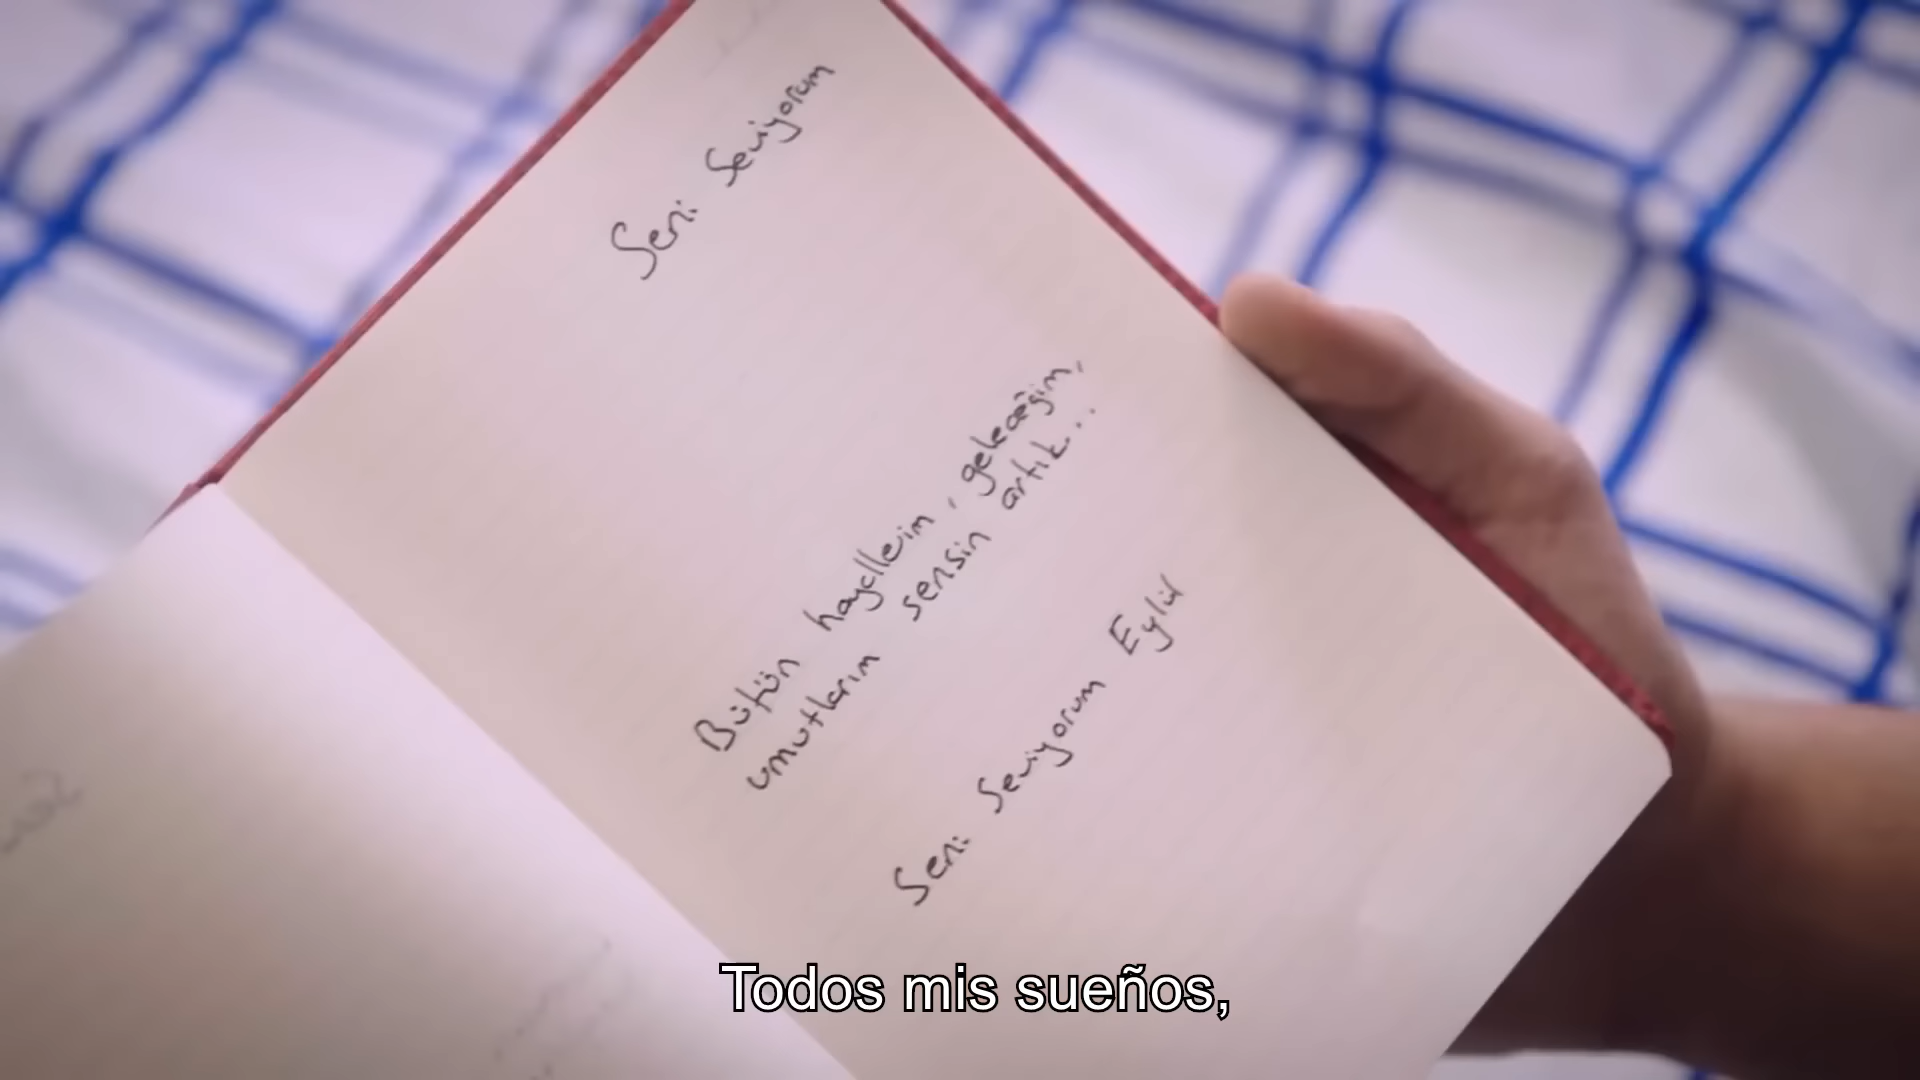 Seni Seviyorum
Bütün hayallerim, geleceğim,
umutlarım sensin artık...
Seni Seviyorum Eylül
Todos mis sueños,